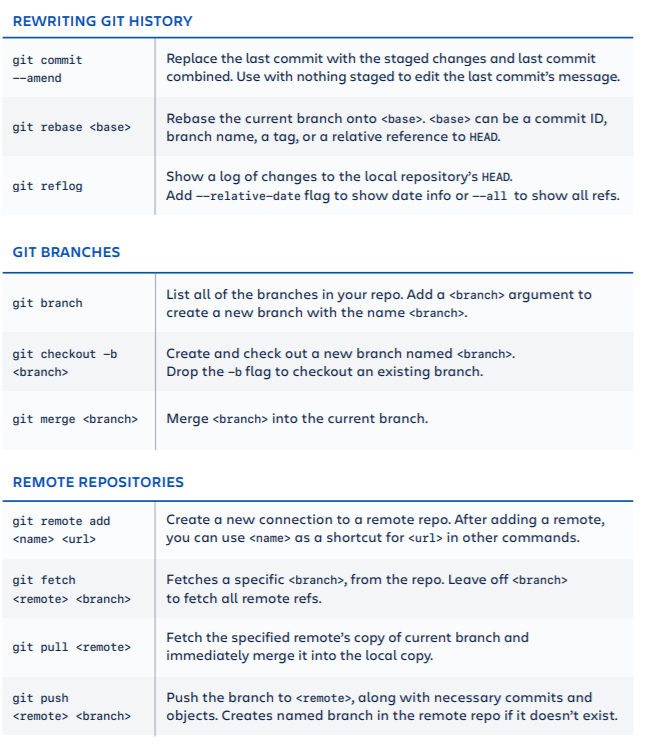 REWRITING GIT HISTORY
git commit
--amend
Replace the last commit with the staged changes and last commit
combined. Use with nothing staged to edit the last commit’s message.
git rebase <base>
Rebase the current branch onto <base>. <base> can be a commit ID,
branch name, a tag, or a relative reference to HEAD.
git reflog
Show a log of changes to the local repository’s HEAD.
Add --relative-date flag to show date info or --all to show all refs.
GIT BRANCHES
git branch
List all of the branches in your repo. Add a <branch> argument to
create a new branch with the name <branch>.
git checkout -b
<branch>
Create and check out a new branch named <branch>.
Drop the -b flag to checkout an existing branch.
git merge <branch>
Merge <branch> into the current branch.
REMOTE REPOSITORIES
git remote add
<name> <url>
Create a new connection to a remote repo. After adding a remote,
you can use <name> as a shortcut for <url> in other commands.
git fetch
<remote> <branch>
Fetches a specific <branch>, from the repo. Leave off <branch>
to fetch all remote refs.
git pull <remote>
Fetch the specified remote’s copy of current branch and
immediately merge it into the local copy.
git push
<remote> <branch>
Push the branch to <remote>, along with necessary commits and
objects. Creates named branch in the remote repo if it doesn’t exist.